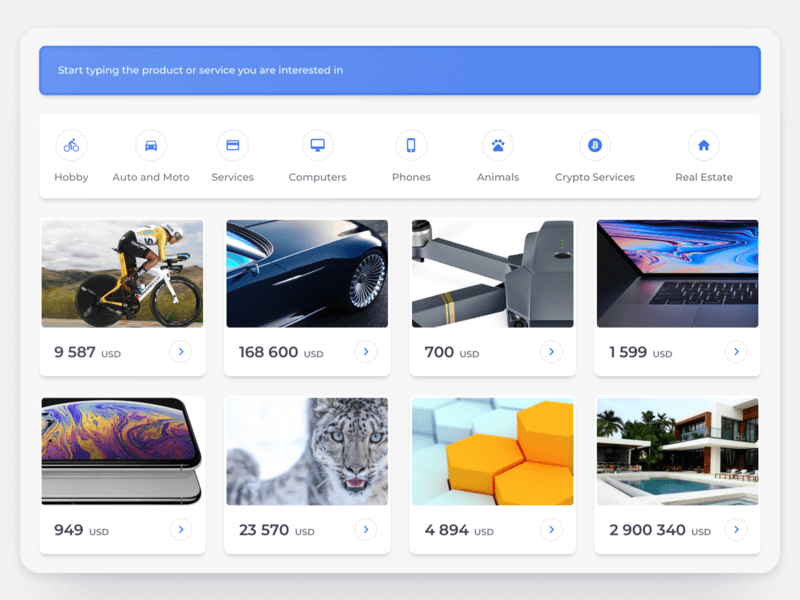 Start typing the product or service you are interested in
Hobby
Auto and Moto
Services
Computers
Phones
Animals
Crypto Services
Real Estate
9 587 USD
168 600 USD
700 USD
1 599 USD
949 USD
23 570 USD
4 894 USD
2 900 340 USD